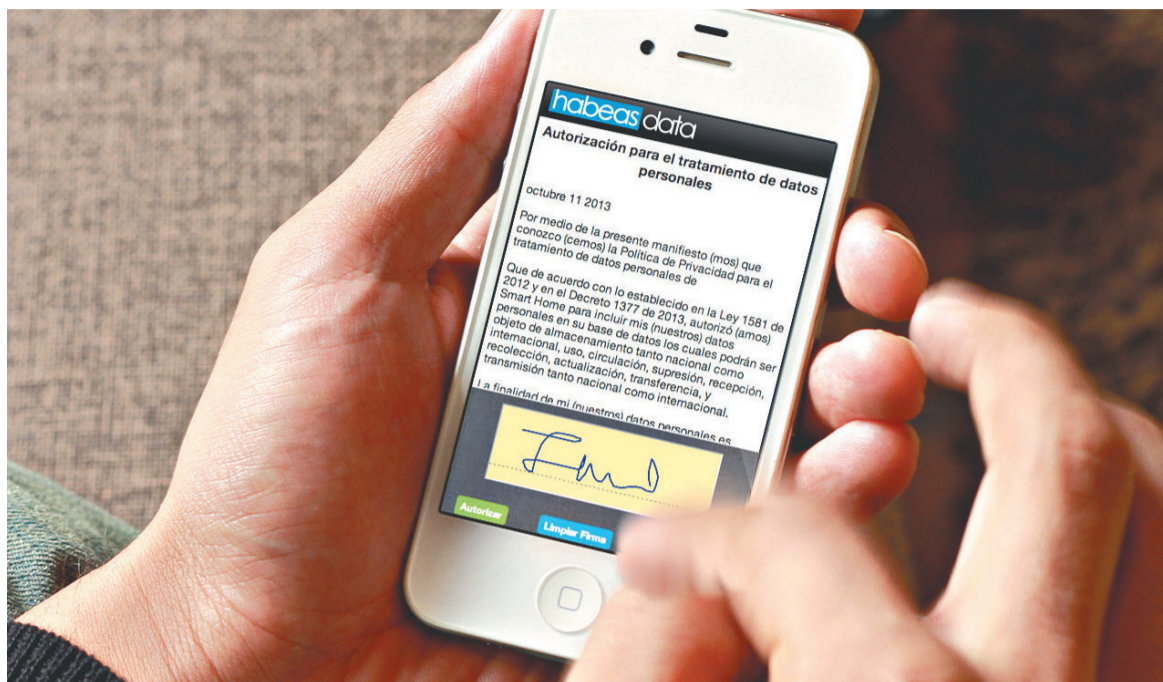 habeas data
Autorización para el tratamiento de datos
personales
octubre 11 2013
Por medio de la presente manifiesto (mos) que
conozco (cemos) la Política de Privacidad para el
tratamiento de datos personales de
Que de acuerdo con lo establecido en la Ley 1581 de
2012 y en el Decreto 1377 de 2013, autorizó (amos)
Smart Home para incluir mis (nuestros) datos
personales en su base de datos los cuales podrán ser
objeto de almacenamiento tanto nacional como
internacional, uso, circulación, supresión, recepción,
recolección, actualización, transferencia, y
transmisión tanto nacional como internacional.
La finalidad de mi (nuestros) datos personales es
Autorizar
Limpiar Firma